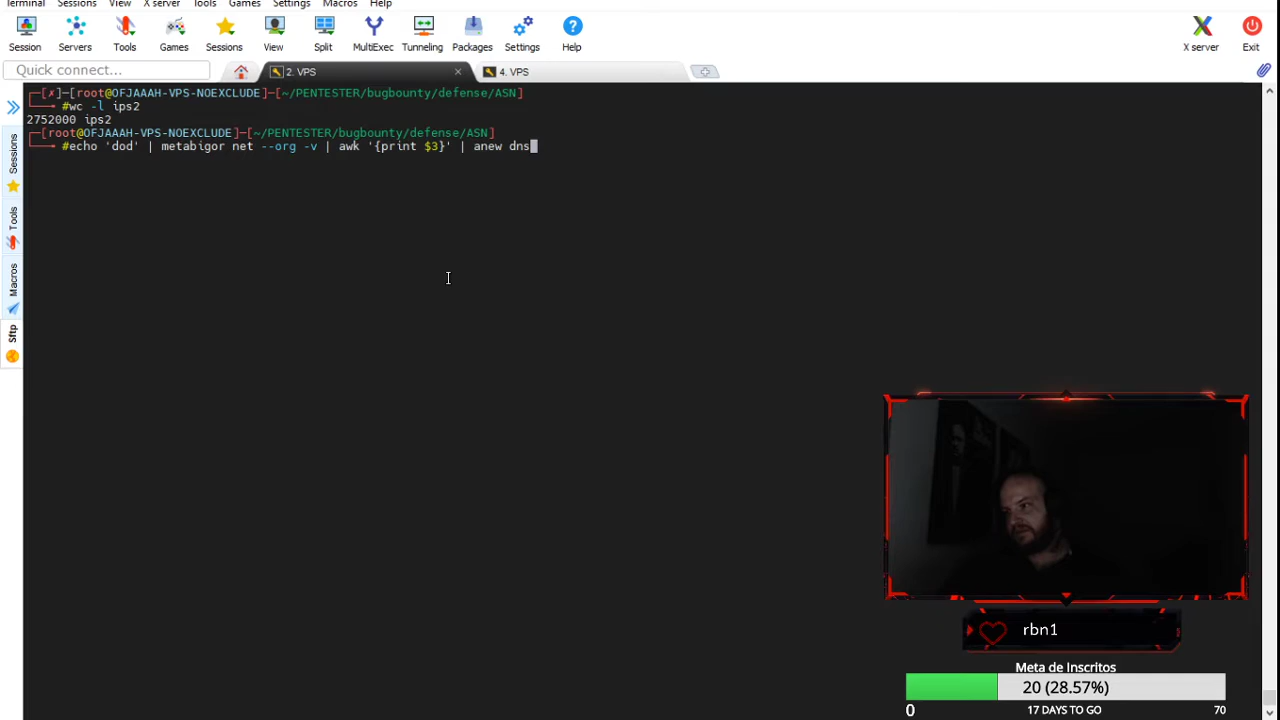 Terminal Sessions View X server Tools Games Settings Macros Help
Session Servers Tools Games Sessions View Split MultiExec Tunneling Packages Settings Help X server Exit
Quick connect... 2. VPS 4. VPS
┌─[✗]─[root@OFJAAAH-VPS-NOEXCLUDE]─[~/PENTESTER/bugbounty/defense/ASN]
└──╼ #wc -l ips2
2752000 ips2
┌─[root@OFJAAAH-VPS-NOEXCLUDE]─[~/PENTESTER/bugbounty/defense/ASN]
└──╼ #echo 'dod' | metabigor net --org -v | awk '{print $3}' | anew dns
Sessions
Tools
Macros
Sftp
rbn1
Meta de Inscritos
20 (28.57%)
0 17 DAYS TO GO 70